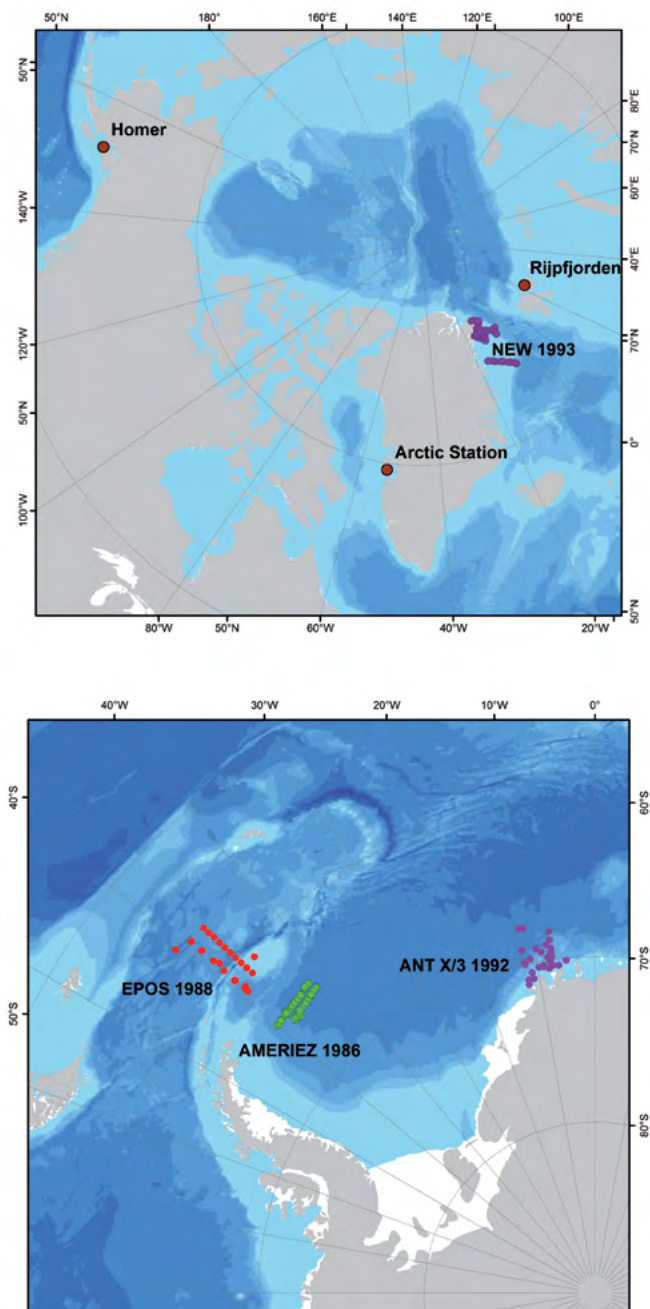 50°N 180° 160°E 140°E 120°E 100°E
50°N
140°W
120°W
50°N
100°W
80°E
70°N
60°E
40°E
70°N
0°
50°N
Homer
Rijpfjorden
NEW 1993
Arctic Station
80°W 50°N 60°W 40°W 20°W
40°W 30°W 20°W 10°W 0°
40°S
50°S
60°S
70°S
80°S
ANT X/3 1992
EPOS 1988
AMERIEZ 1986